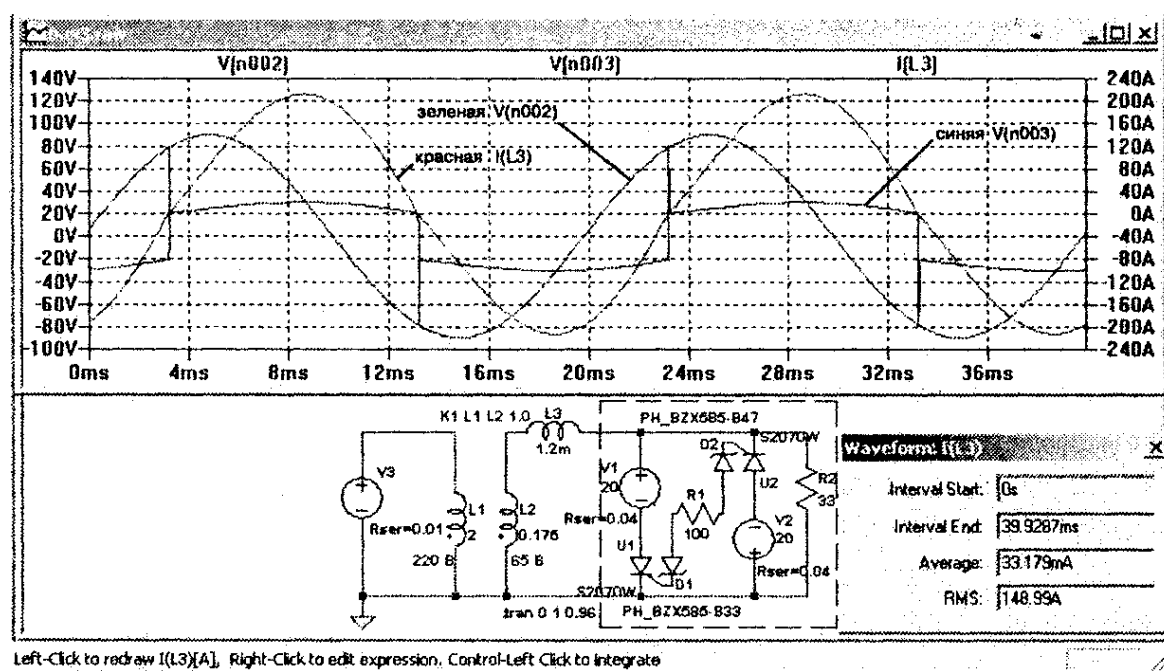 V(n002) V(n003) I(L3)
140V 240A
120V 200A
100V 160A
80V 120A
60V 80A
40V 40A
20V 0A
0V -40A
-20V -80A
-40V -120A
-60V -160A
-80V -200A
-100V -240A
зеленая V(n002)
синяя V(n003)
красная I(L3)
0ms 4ms 8ms 12ms 16ms 20ms 24ms 28ms 32ms 36ms
K1 L1 L2 1.0 L3
1.2m
PH_BZX585-B47
D2 S2070W
V3
V1
20
R1
100
U2
R2
33
L1
2
L2
0.175
Rser=0.01
Rser=0.04
V2
20
U1
220 В
65 В
Rser=0.04
S2070W
D1
.tran 0 1 0.96
PH_BZX585-B33
Waveform: I(L3)
Interval Start: 0s
Interval End: 39.9287ms
Average: 33.179mA
RMS: 148.99A
Left-Click to redraw I(L3)[A], Right-Click to edit expression. Control-Left Click to integrate